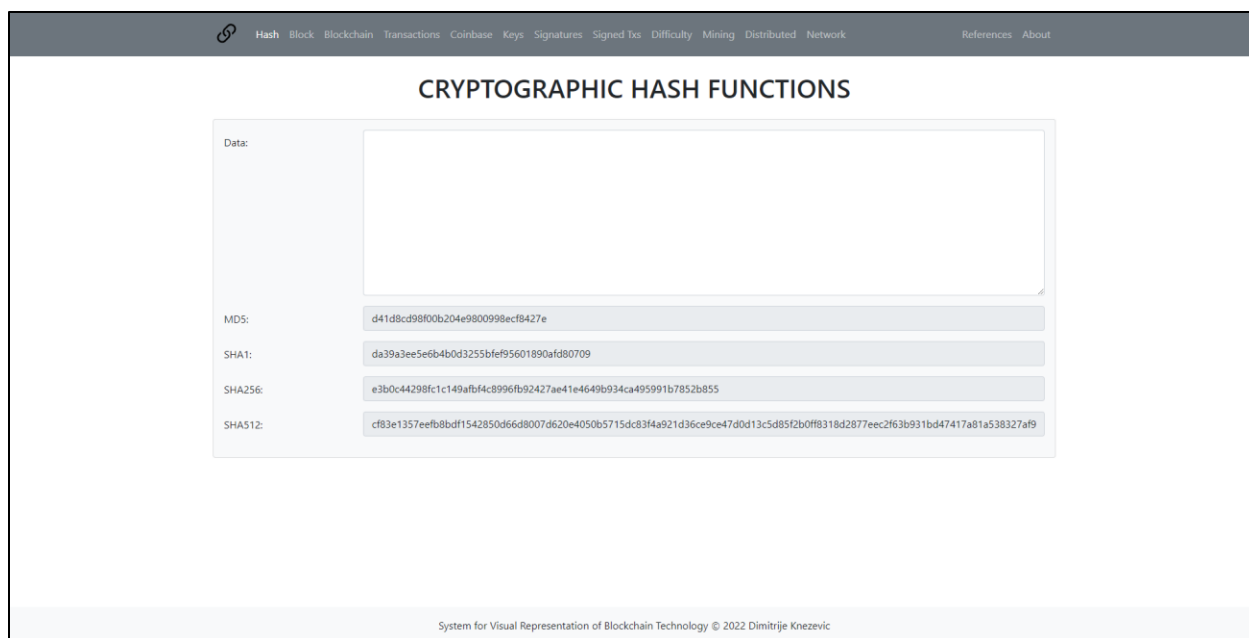 Hash Block Blockchain Transactions Coinbase Keys Signatures Signed Txs Difficulty Mining Distributed Network References About
CRYPTOGRAPHIC HASH FUNCTIONS
Data:
MD5: d41d8cd98f00b204e9800998ecf8427e
SHA1: da39a3ee5e6b4b0d3255bfef95601890afd80709
SHA256: e3b0c44298fc1c149afbf4c8996fb92427ae41e4649b934ca495991b7852b855
SHA512: cf83e1357eefb8bdf1542850d66d8007d620e4050b5715dc83f4a921d36ce9ce47d0d13c5d85f2b0ff8318d2877eec2f63b931bd47417a81a538327af9
System for Visual Representation of Blockchain Technology © 2022 Dimitrije Knezevic